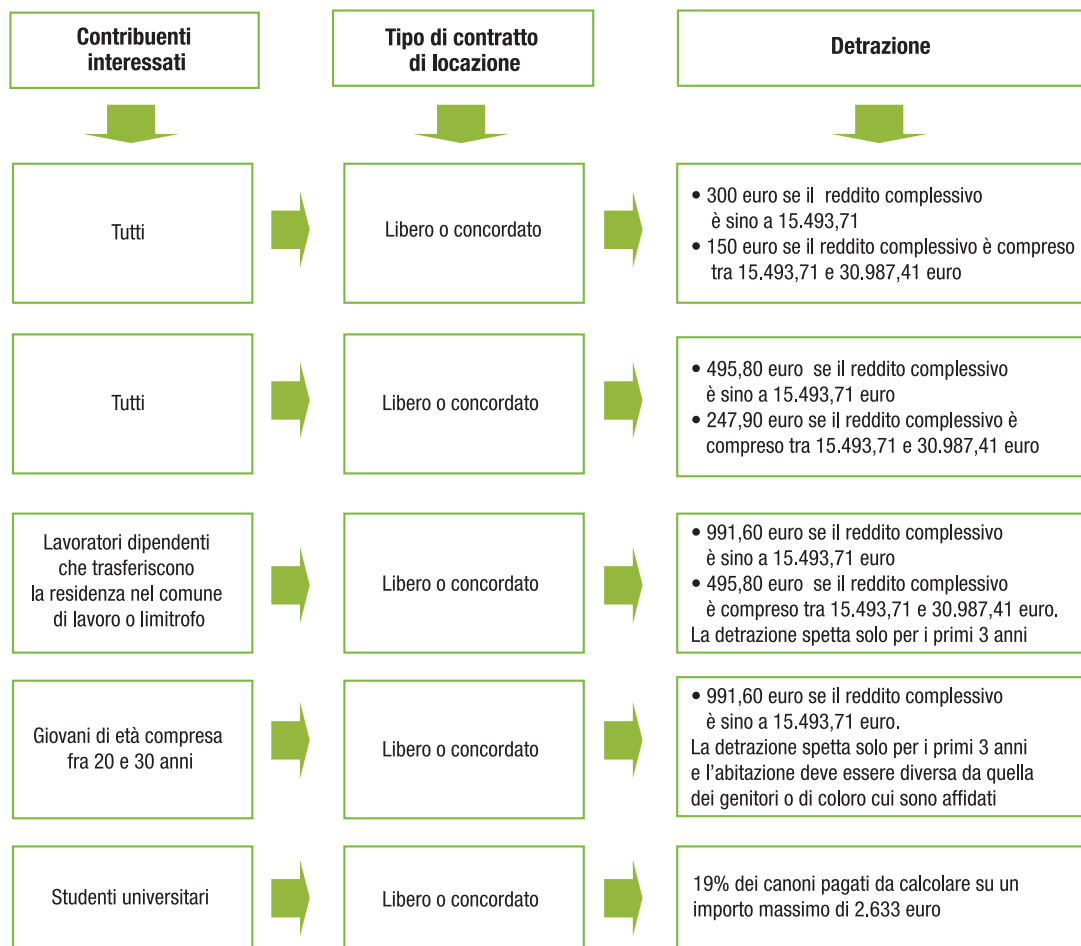 Contribuenti
interessati
Tipo di contratto
di locazione
Detrazione
Tutti
Libero o concordato
• 300 euro se il reddito complessivo
è sino a 15.493,71
• 150 euro se il reddito complessivo è compreso
tra 15.493,71 e 30.987,41 euro
Tutti
Libero o concordato
• 495,80 euro se il reddito complessivo
è sino a 15.493,71 euro
• 247,90 euro se il reddito complessivo è
compreso tra 15.493,71 e 30.987,41 euro
Lavoratori dipendenti
che trasferiscono
la residenza nel comune
di lavoro o limitrofo
Libero o concordato
• 991,60 euro se il reddito complessivo
è sino a 15.493,71 euro
• 495,80 euro se il reddito complessivo
è compreso tra 15.493,71 e 30.987,41 euro.
La detrazione spetta solo per i primi 3 anni
Giovani di età compresa
fra 20 e 30 anni
Libero o concordato
• 991,60 euro se il reddito complessivo
è sino a 15.493,71 euro.
La detrazione spetta solo per i primi 3 anni
e l'abitazione deve essere diversa da quella
dei genitori o di coloro cui sono affidati
Studenti universitari
Libero o concordato
19% dei canoni pagati da calcolare su un
importo massimo di 2.633 euro